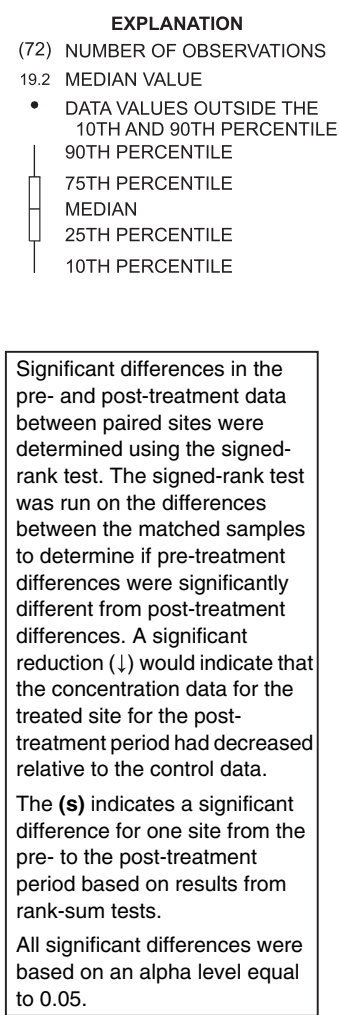 EXPLANATION
(72) NUMBER OF OBSERVATIONS
19.2 MEDIAN VALUE
• DATA VALUES OUTSIDE THE
10TH AND 90TH PERCENTILE
90TH PERCENTILE
75TH PERCENTILE
MEDIAN
25TH PERCENTILE
10TH PERCENTILE
Significant differences in the
pre- and post-treatment data
between paired sites were
determined using the signed-
rank test. The signed-rank test
was run on the differences
between the matched samples
to determine if pre-treatment
differences were significantly
different from post-treatment
differences. A significant
reduction (↓) would indicate that
the concentration data for the
treated site for the post-
treatment period had decreased
relative to the control data.
The (s) indicates a significant
difference for one site from the
pre- to the post-treatment
period based on results from
rank-sum tests.
All significant differences were
based on an alpha level equal
to 0.05.